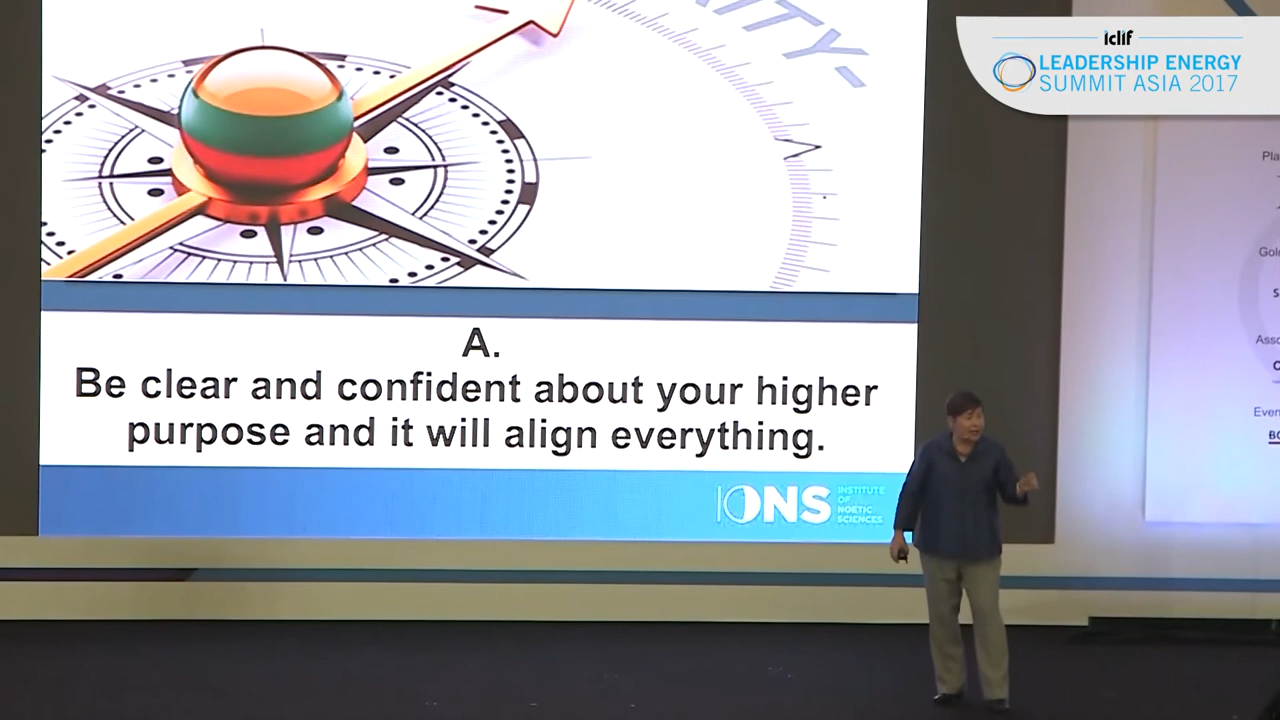 iclif
LEADERSHIP ENERGY
SUMMIT ASIA 2017
A.
Be clear and confident about your higher
purpose and it will align everything.
IONS
INSTITUTE
OF
NOETIC
SCIENCES